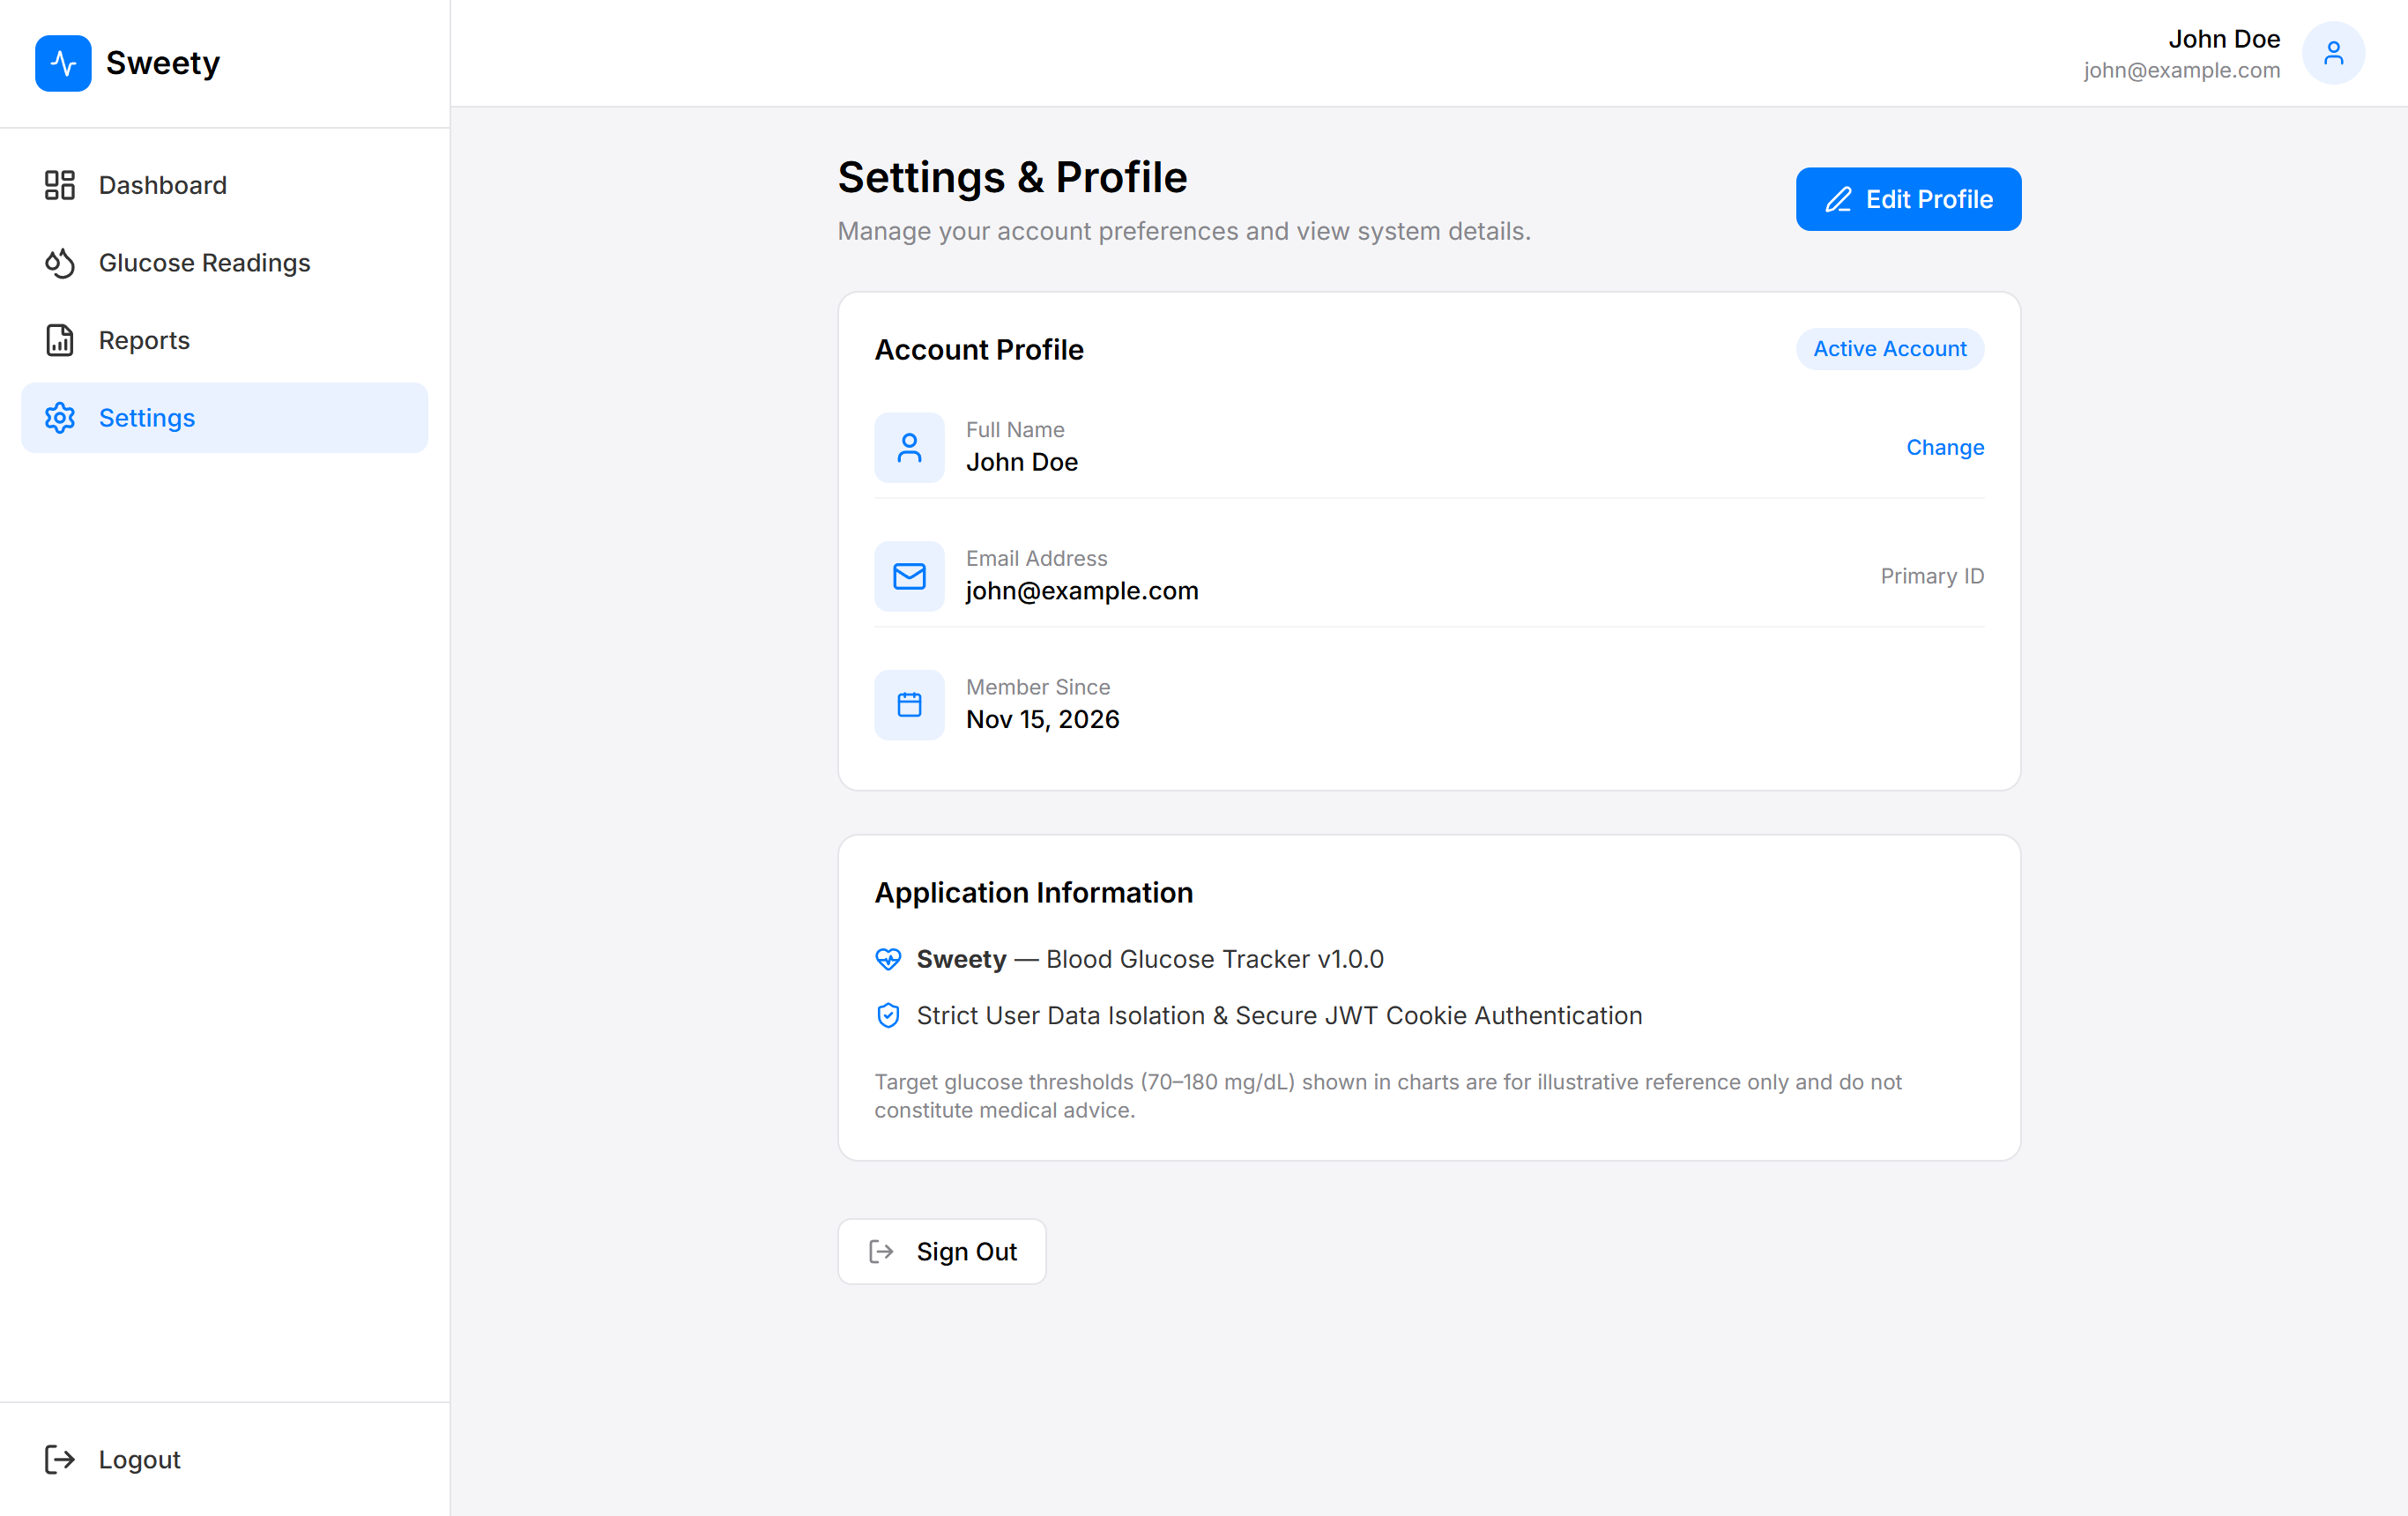 Sweety
Dashboard
Glucose Readings
Reports
Settings
Logout
John Doe
john@example.com
Settings & Profile
Manage your account preferences and view system details.
Edit Profile
Account Profile
Active Account
Full Name
John Doe
Change
Email Address
john@example.com
Primary ID
Member Since
Nov 15, 2026
Application Information
Sweety — Blood Glucose Tracker v1.0.0
Strict User Data Isolation & Secure JWT Cookie Authentication
Target glucose thresholds (70–180 mg/dL) shown in charts are for illustrative reference only and do not
constitute medical advice.
Sign Out